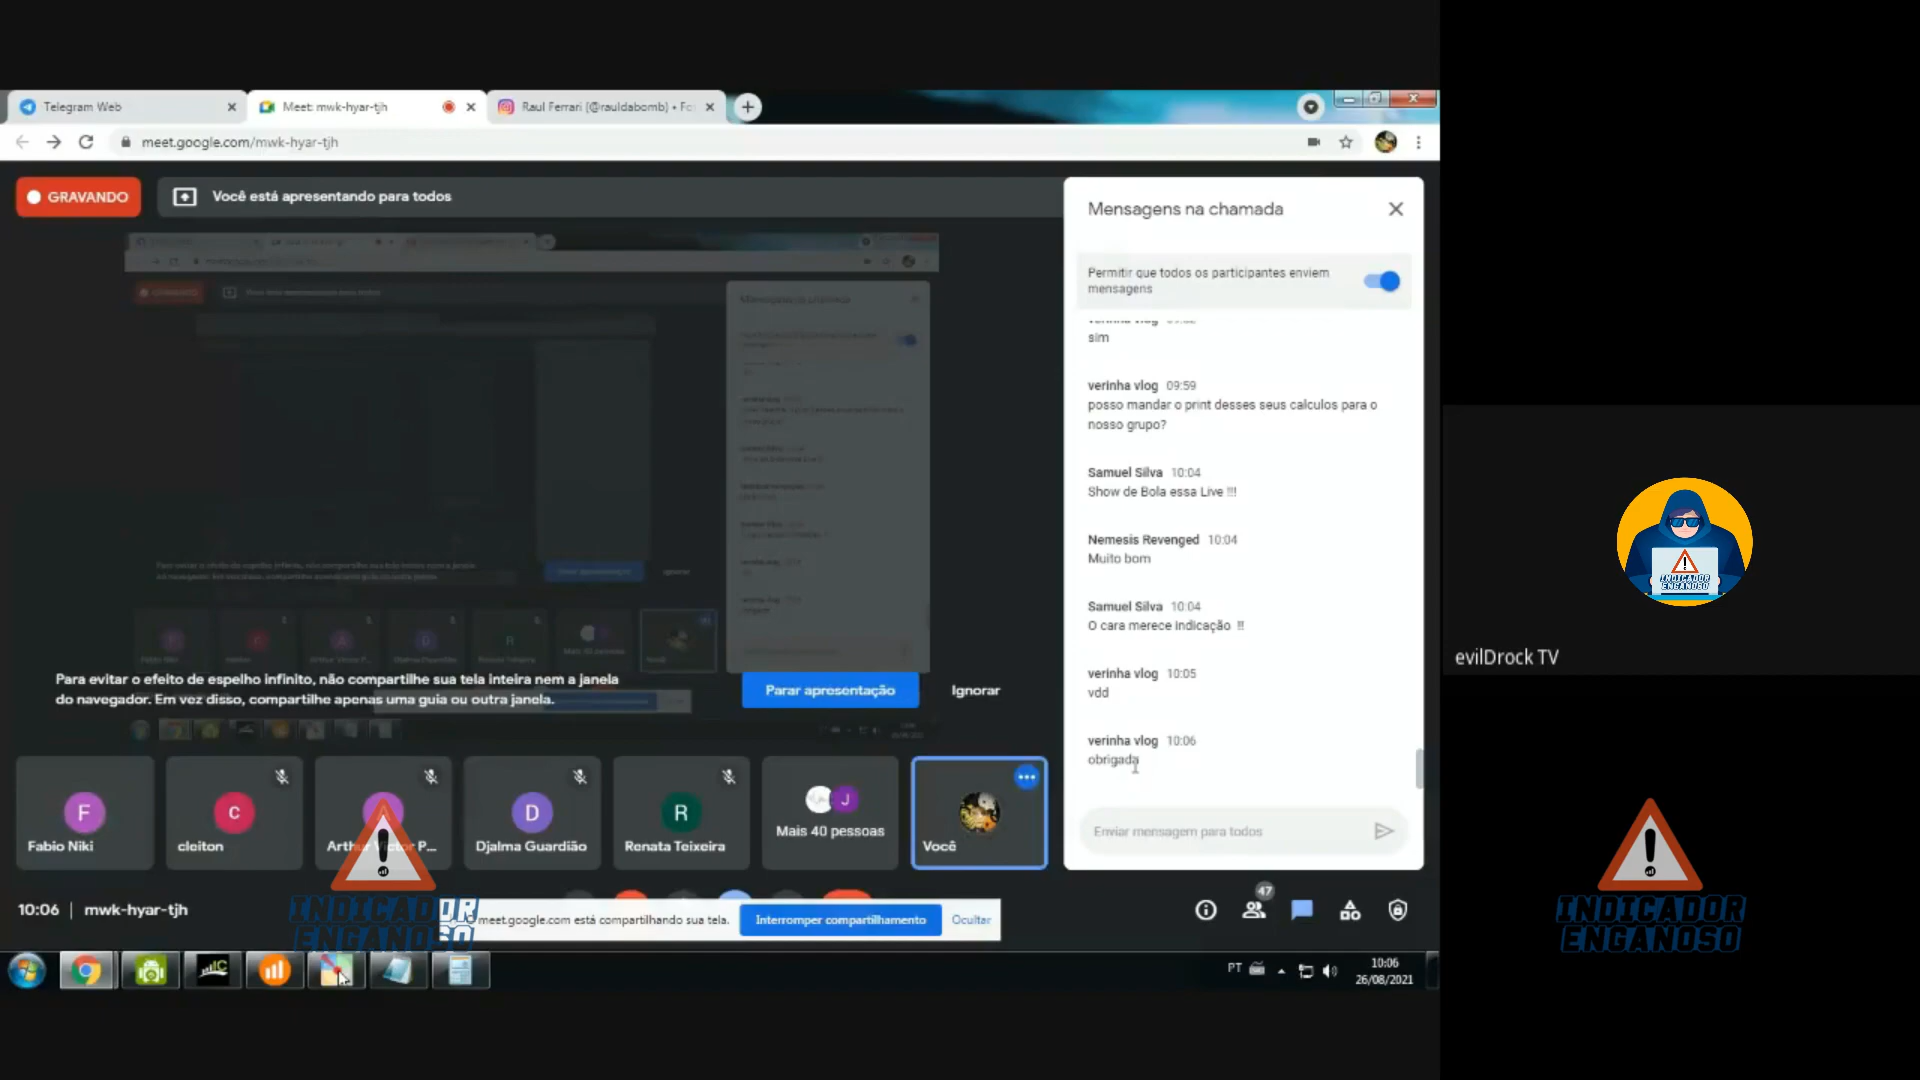 Telegram Web
Meet: mwk-hyar-tjh
Raul Ferrari (@rauldabomb) • Fo
meet.google.com/mwk-hyar-tjh
GRAVANDO
Você está apresentando para todos
Mensagens na chamada
Permitir que todos os participantes enviem
mensagens
verinha vlog
sim
verinha vlog 09:59
posso mandar o print desses seus calculos para o
nosso grupo?
Samuel Silva 10:04
Show de Bola essa Live !!!
Nemesis Revenged 10:04
Muito bom
Samuel Silva 10:04
O cara merece indicação !!
verinha vlog 10:05
vdd
verinha vlog 10:06
obrigada
Enviar mensagem para todos
Para evitar o efeito de espelho infinito, não compartilhe sua tela inteira nem a janela
do navegador. Em vez disso, compartilhe apenas uma guia ou outra janela.
Parar apresentação
Ignorar
F
Fabio Niki
c
cleiton
Arthur Victor P...
D
Djalma Guardião
R
Renata Teixeira
J
Mais 40 pessoas
Você
10:06 | mwk-hyar-tjh
meet.google.com está compartilhando sua tela.
Interromper compartilhamento
Ocultar
47
INDICADOR
ENGANOSO
PT
10:06
26/08/2021
INDICADOR
ENGANOSO
evilDrock TV
INDICADOR
ENGANOSO